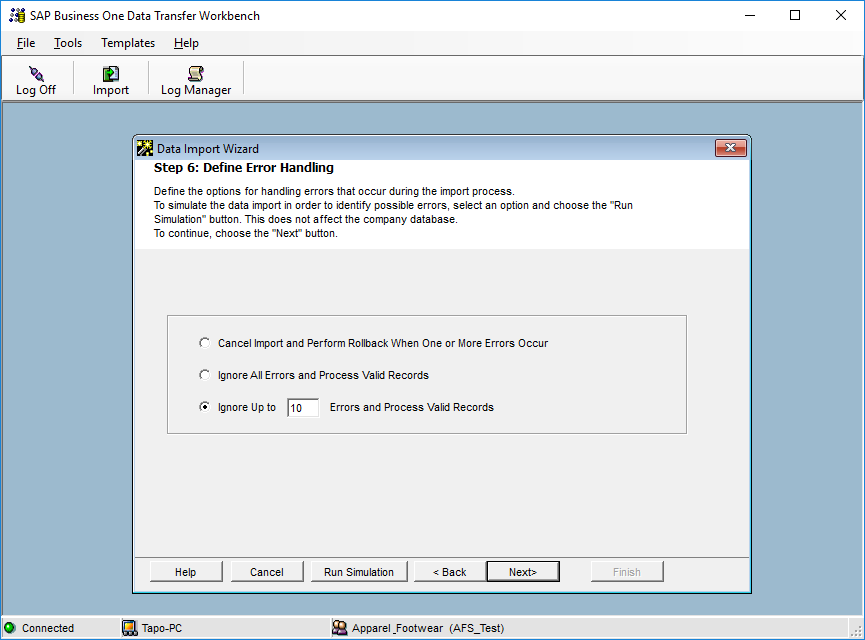 SAP Business One Data Transfer Workbench
File Tools Templates Help
Log Off Import Log Manager
Data Import Wizard
Step 6: Define Error Handling
Define the options for handling errors that occur during the import process.
To simulate the data import in order to identify possible errors, select an option and choose the "Run
Simulation" button. This does not affect the company database.
To continue, choose the "Next" button.
Cancel Import and Perform Rollback When One or More Errors Occur
Ignore All Errors and Process Valid Records
Ignore Up to 10 Errors and Process Valid Records
Help Cancel Run Simulation < Back Next> Finish
Connected Tapo-PC Apparel_Footwear (AFS_Test)